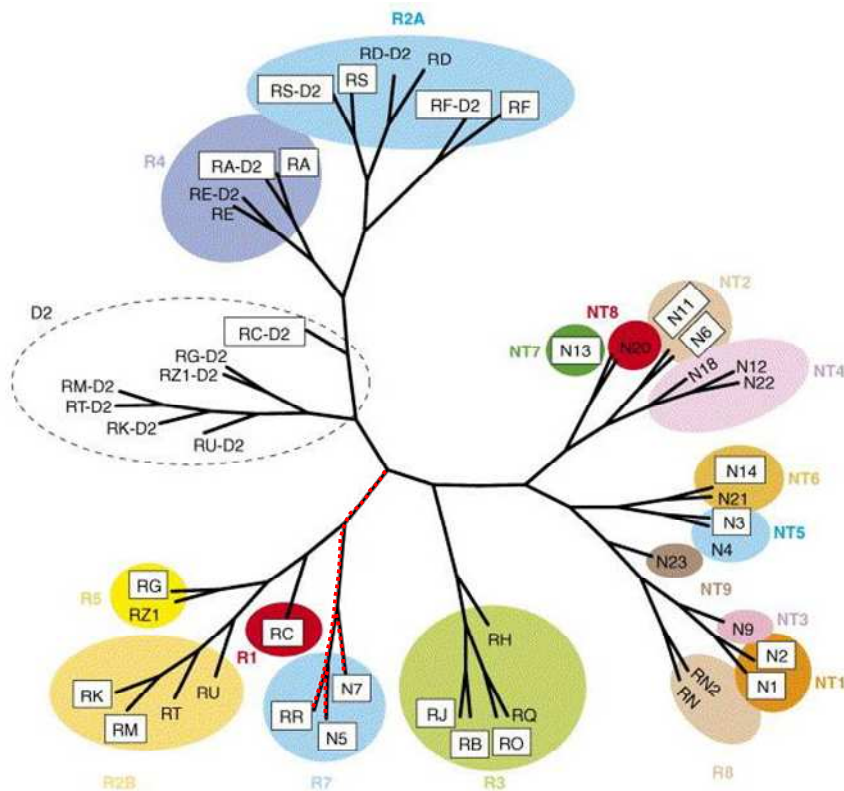 R2A
RD-D2
RD
RS
RS-D2
RF-D2
RF
R4
RA-D2
RA
RE-D2
RE
D2
RC-D2
RG-D2
RZ1-D2
RM-D2
RT-D2
RK-D2
RU-D2
NT2
N11
NT8
N6
NT7
N13
N20
N18
N12
N22
NT4
N14
NT6
N21
N3
NT5
N4
N23
NT9
NT3
N9
N2
N1
NT1
RN2
RN
R8
R5
RG
RZ1
RC
R1
RH
RK
RM
RT
RU
R2B
N7
RR
N5
R7
RJ
RQ
RB
RO
R3